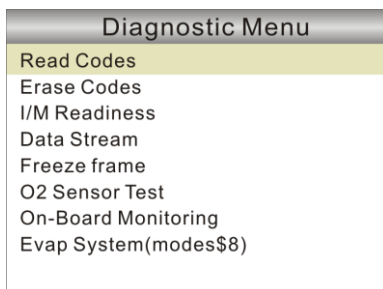 Diagnostic Menu
Read Codes
Erase Codes
I/M Readiness
Data Stream
Freeze frame
O2 Sensor Test
On-Board Monitoring
Evap System(modes$8)